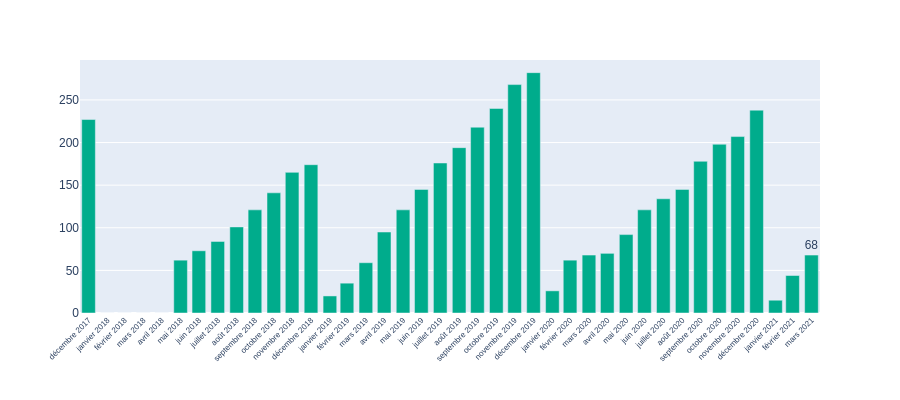 250
200
150
100
50
0
68
décembre 2017
janvier 2018
février 2018
mars 2018
avril 2018
mai 2018
juin 2018
juillet 2018
août 2018
septembre 2018
octobre 2018
novembre 2018
décembre 2018
janvier 2019
février 2019
mars 2019
avril 2019
mai 2019
juin 2019
juillet 2019
août 2019
septembre 2019
octobre 2019
novembre 2019
décembre 2019
janvier 2020
février 2020
mars 2020
avril 2020
mai 2020
juin 2020
juillet 2020
août 2020
septembre 2020
octobre 2020
novembre 2020
décembre 2020
janvier 2021
février 2021
mars 2021